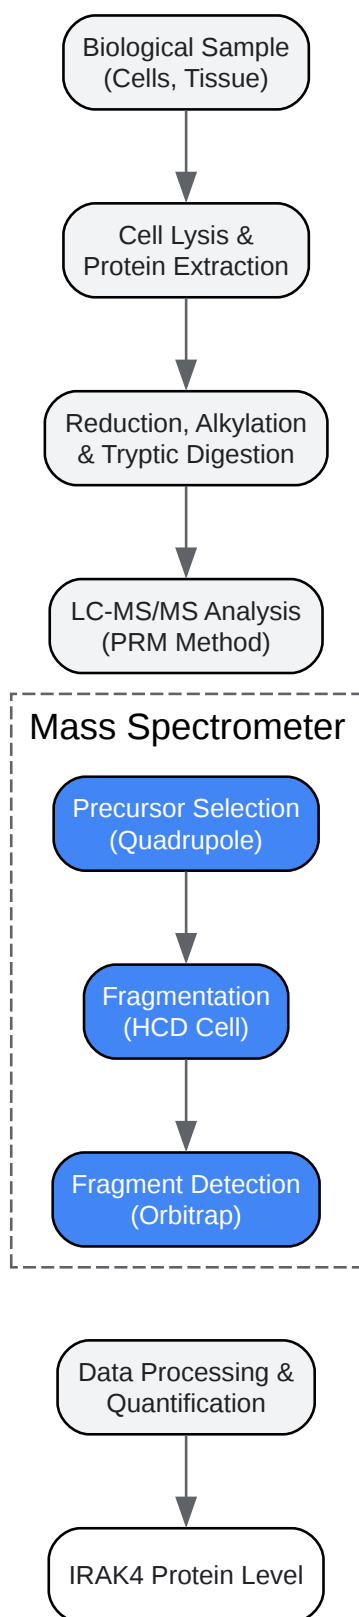 Biological Sample
(Cells, Tissue)
Cell Lysis &
Protein Extraction
Reduction, Alkylation
& Tryptic Digestion
LC-MS/MS Analysis
(PRM Method)
Mass Spectrometer
Precursor Selection
(Quadrupole)
Fragmentation
(HCD Cell)
Fragment Detection
(Orbitrap)
Data Processing &
Quantification
IRAK4 Protein Level